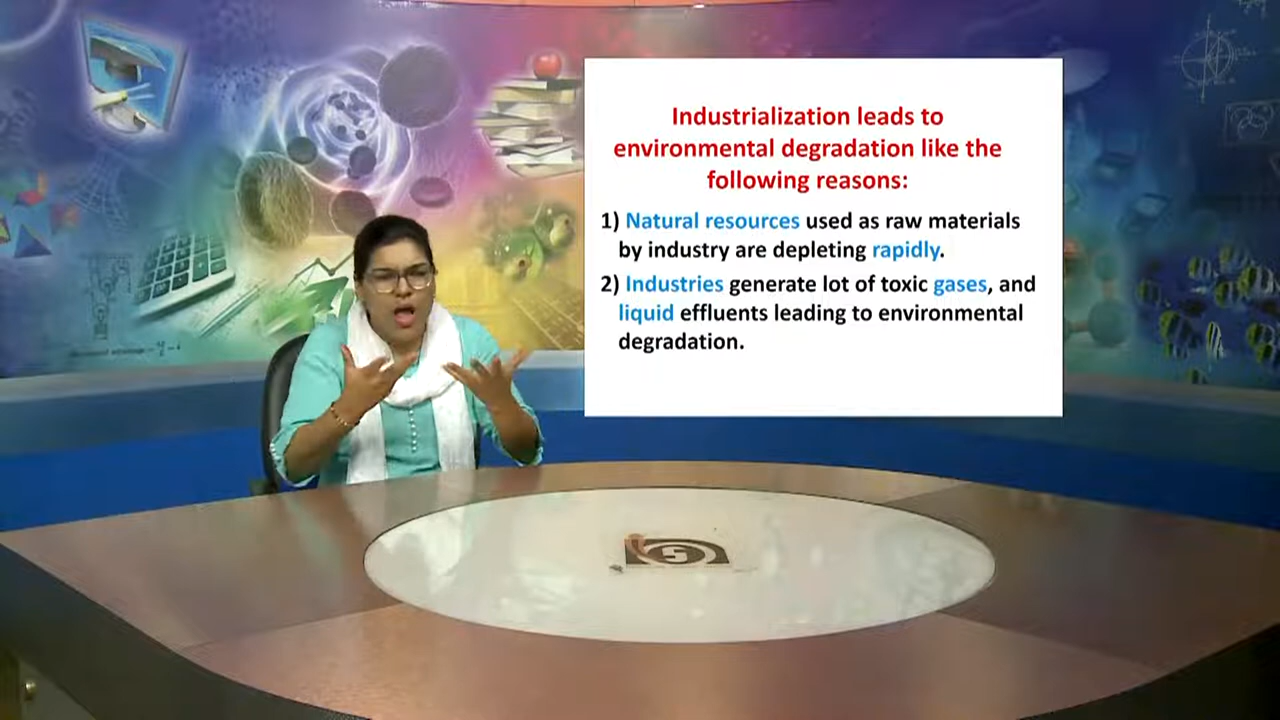 Industrialization leads to
environmental degradation like the
following reasons:
1) Natural resources used as raw materials
by industry are depleting rapidly.
2) Industries generate lot of toxic gases, and
liquid effluents leading to environmental
degradation.